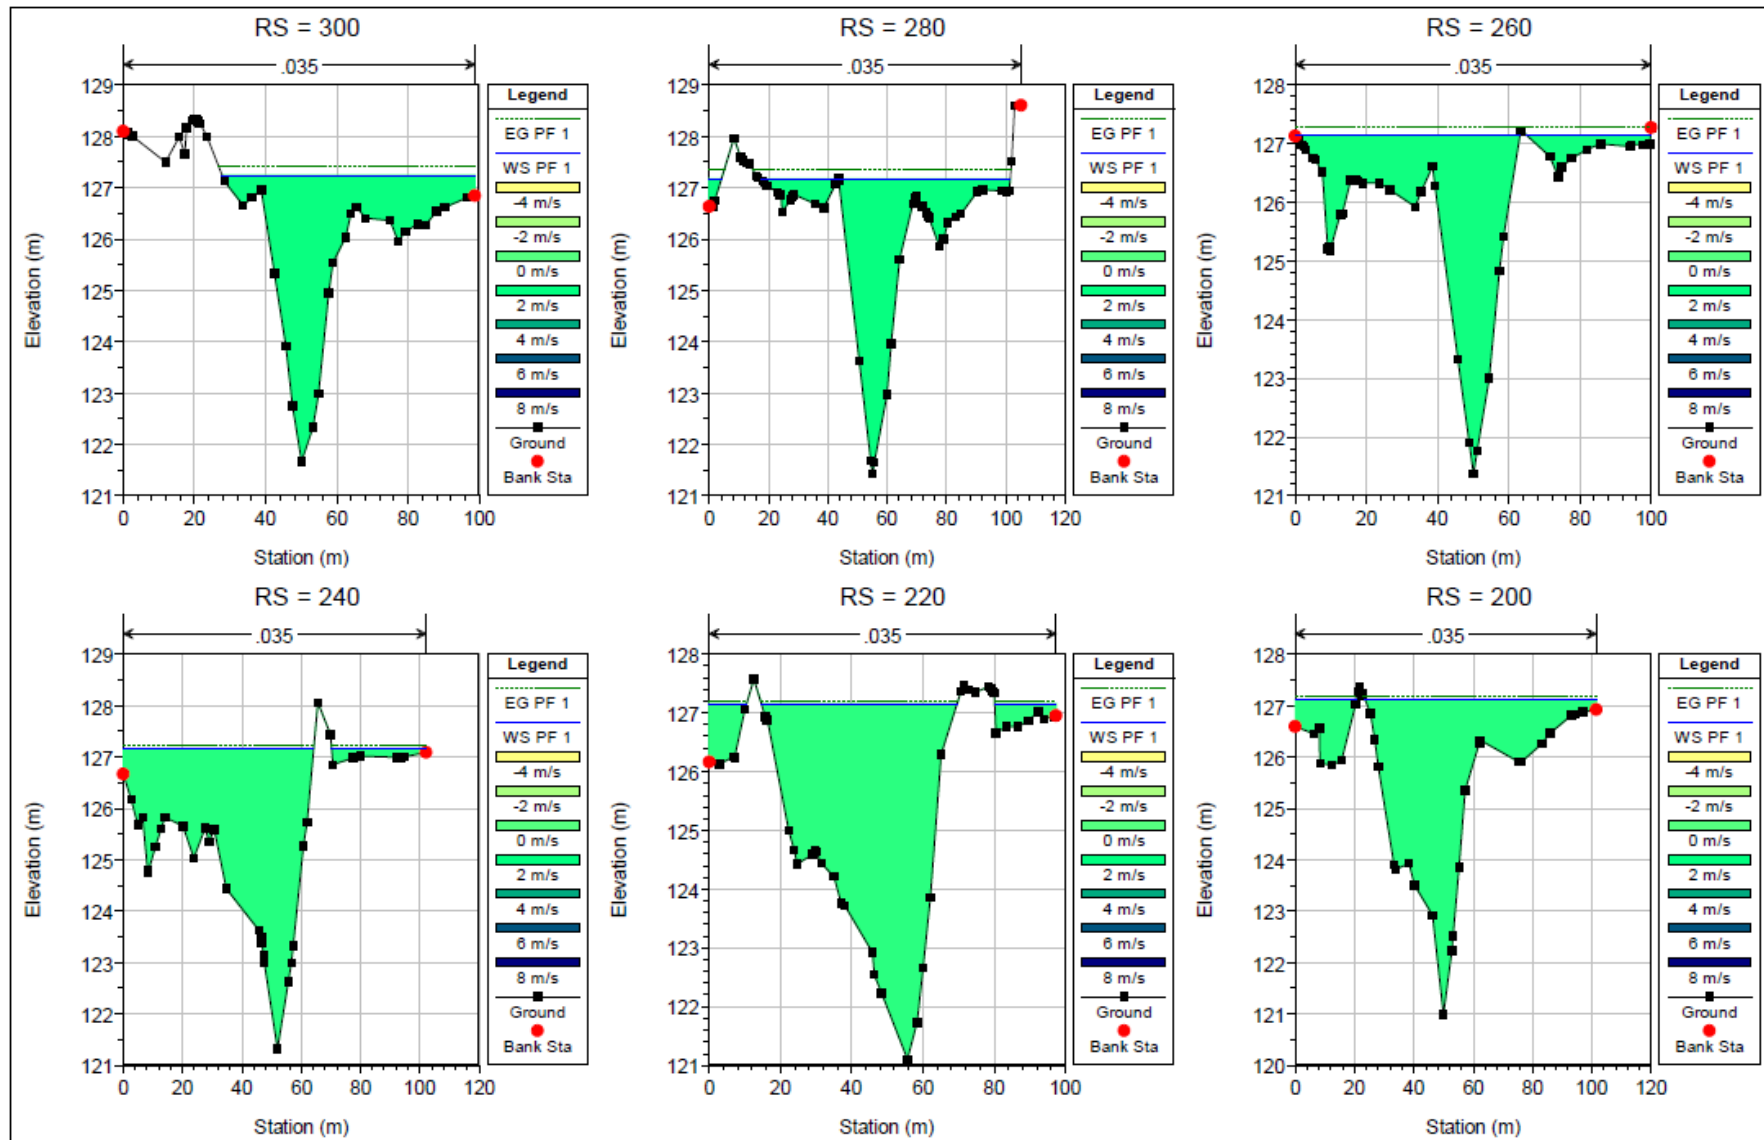 RS = 300
.035
129
128
127
126
125
124
123
122
121
0
20
40
60
80
100
Elevation (m)
Station (m)
Legend
EG PF 1
WS PF 1
-4 m/s
-2 m/s
0 m/s
2 m/s
4 m/s
6 m/s
8 m/s
Ground
Bank Sta
RS = 280
.035
129
128
127
126
125
124
123
122
121
0
20
40
60
80
100
120
Elevation (m)
Station (m)
Legend
EG PF 1
WS PF 1
-4 m/s
-2 m/s
0 m/s
2 m/s
4 m/s
6 m/s
8 m/s
Ground
Bank Sta
RS = 260
.035
128
127
126
125
124
123
122
121
0
20
40
60
80
100
Elevation (m)
Station (m)
Legend
EG PF 1
WS PF 1
-4 m/s
-2 m/s
0 m/s
2 m/s
4 m/s
6 m/s
8 m/s
Ground
Bank Sta
RS = 240
.035
129
128
127
126
125
124
123
122
121
0
20
40
60
80
100
120
Elevation (m)
Station (m)
Legend
EG PF 1
WS PF 1
-4 m/s
-2 m/s
0 m/s
2 m/s
4 m/s
6 m/s
8 m/s
Ground
Bank Sta
RS = 220
.035
128
127
126
125
124
123
122
121
0
20
40
60
80
100
Elevation (m)
Station (m)
Legend
EG PF 1
WS PF 1
-4 m/s
-2 m/s
0 m/s
2 m/s
4 m/s
6 m/s
8 m/s
Ground
Bank Sta
RS = 200
.035
128
127
126
125
124
123
122
121
120
0
20
40
60
80
100
120
Elevation (m)
Station (m)
Legend
EG PF 1
WS PF 1
-4 m/s
-2 m/s
0 m/s
2 m/s
4 m/s
6 m/s
8 m/s
Ground
Bank Sta